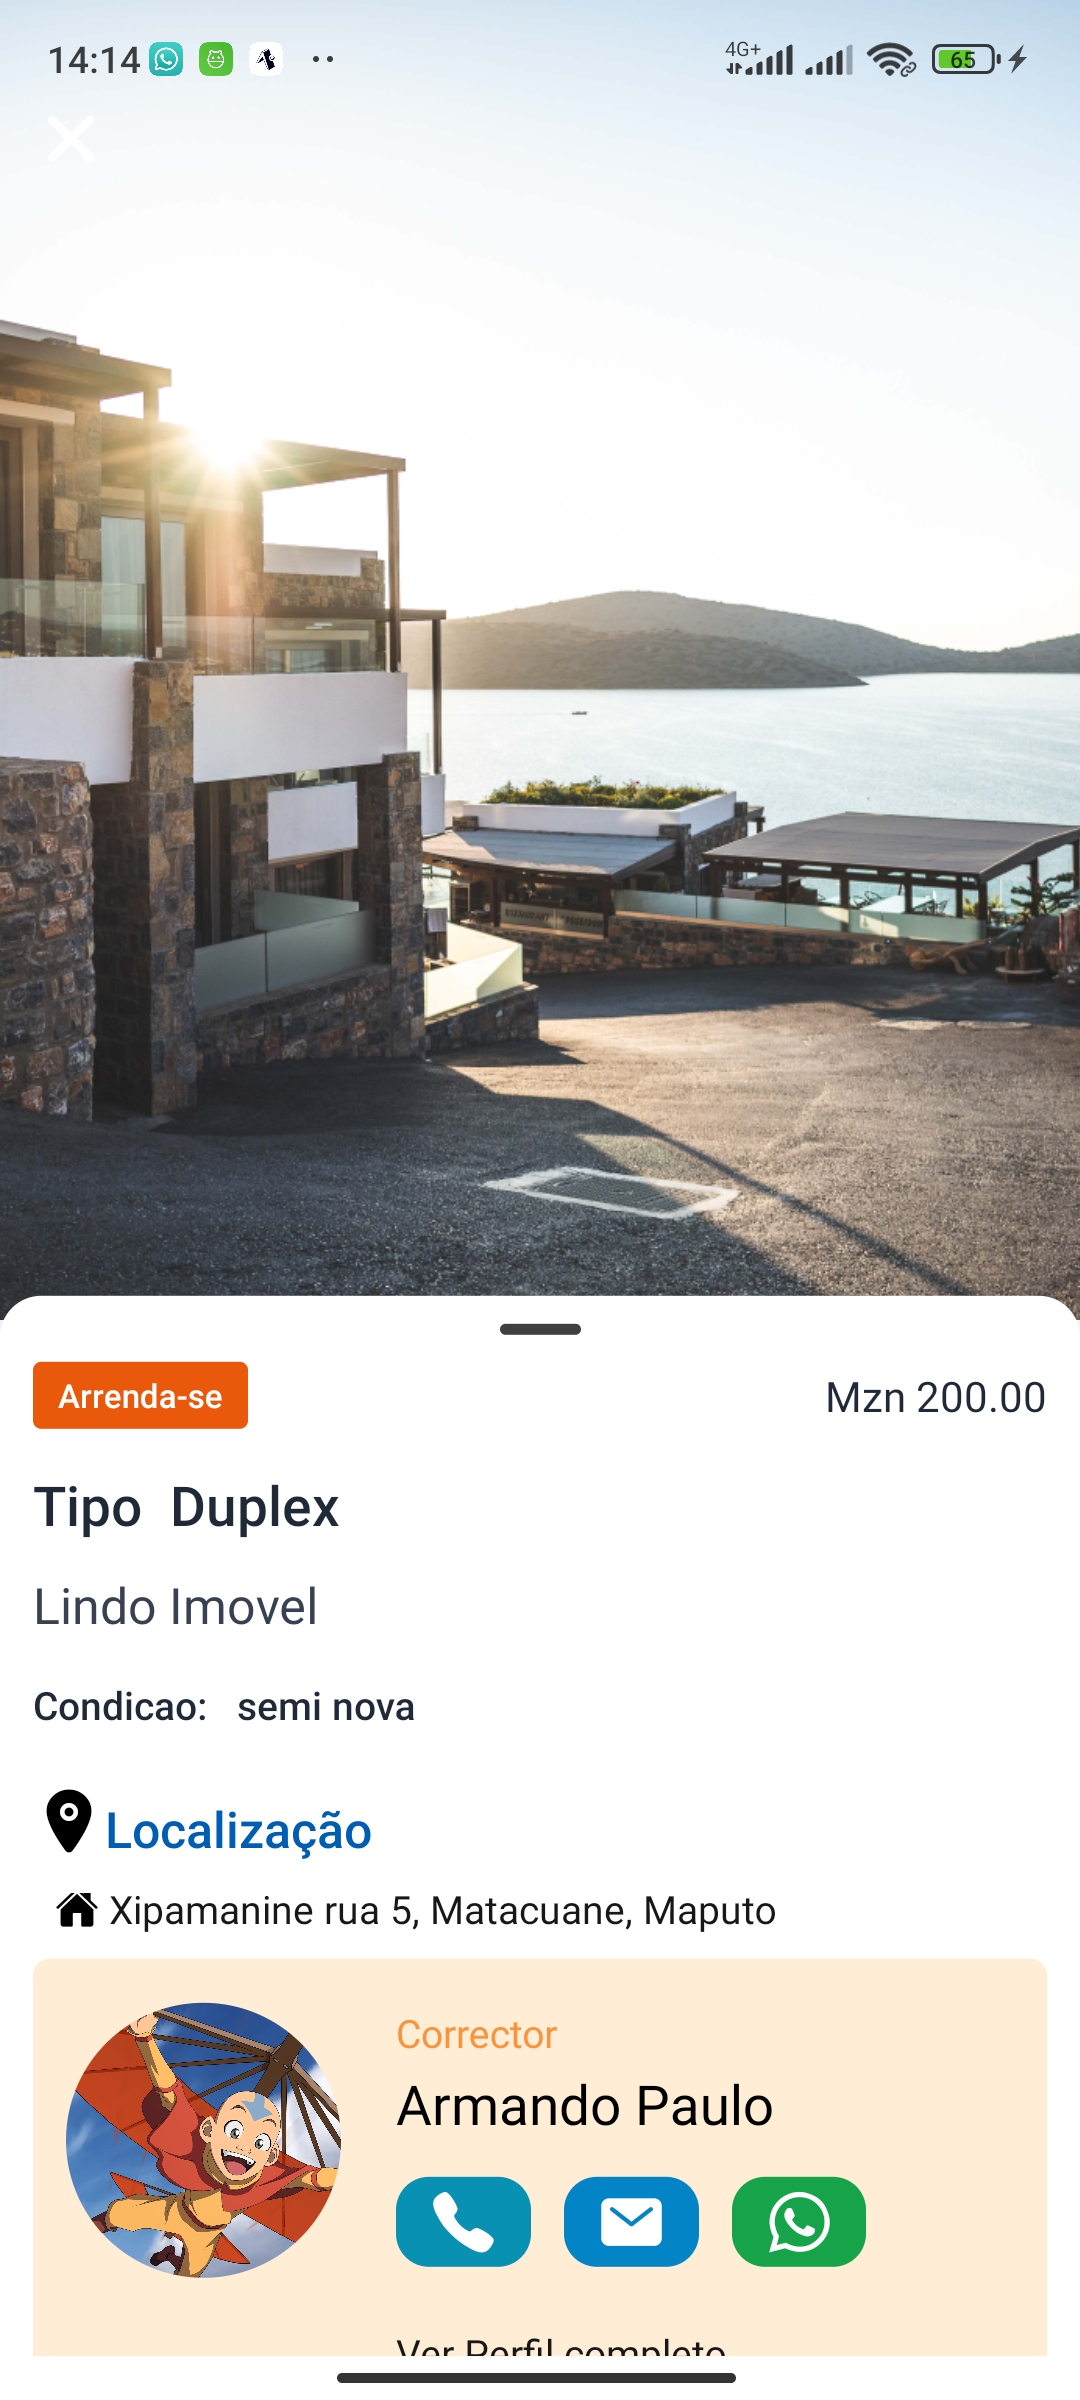 14:14
4G+
65
Arrenda-se
Mzn 200.00
Tipo Duplex
Lindo Imovel
Condicao: semi nova
Localização
Xipamanine rua 5, Matacuane, Maputo
Corrector
Armando Paulo
Ver Perfil completo